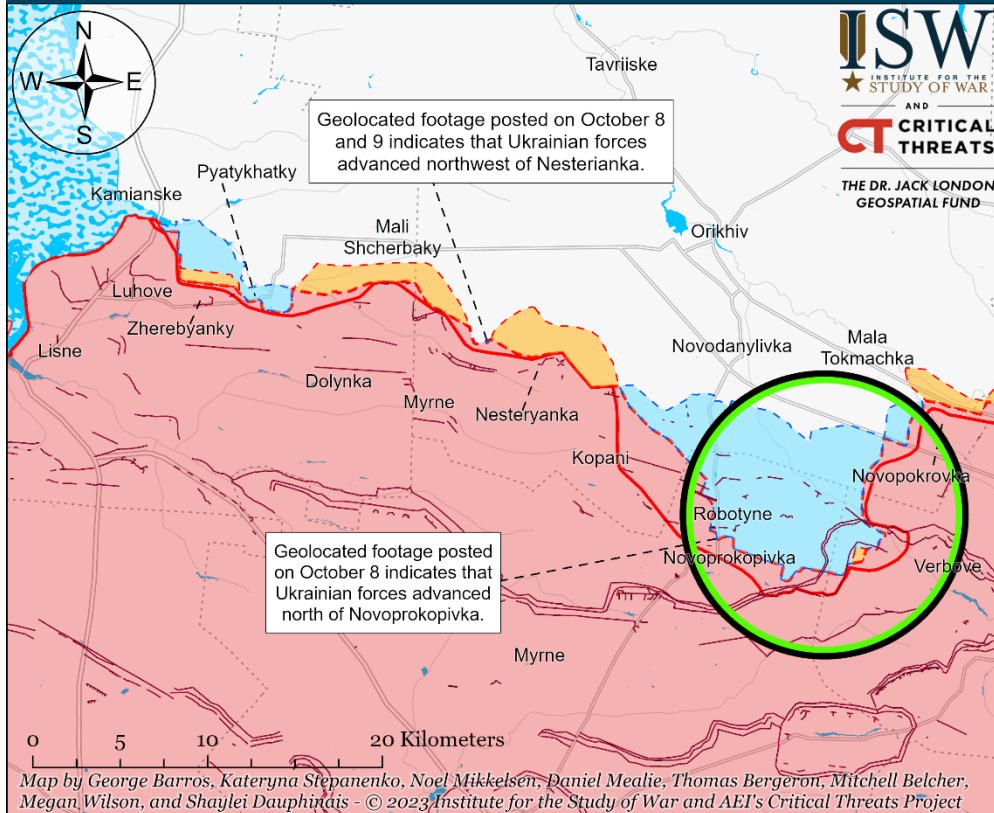 N
W E
S
ISW
INSTITUTE FOR THE
STUDY OF WAR
AND
CT CRITICAL
THREATS
THE DR. JACK LONDON
GEOSPATIAL FUND
Tavriiske
Geolocated footage posted on October 8
and 9 indicates that Ukrainian forces
advanced northwest of Nesterianka.
Pyatykhatky
Kamianske
Mali
Shcherbaky
Orikhiv
Luhove
Zherebyanky
Lisne
Novodanylivka
Mala
Tokmachka
Dolynka
Myrne
Nesteryanka
Kopani
Novopokrovka
Robotyne
Novoprokopivka
Verbove
Geolocated footage posted
on October 8 indicates that
Ukrainian forces advanced
north of Novoprokopivka.
Myrne
0 5 10 20 Kilometers
Map by George Barros, Kateryna Stepanenko, Noel Mikkelsen, Daniel Mealie, Thomas Bergeron, Mitchell Belcher,
Megan Wilson, and Shaylei Dauphinais - © 2023 Institute for the Study of War and AEI's Critical Threats Project